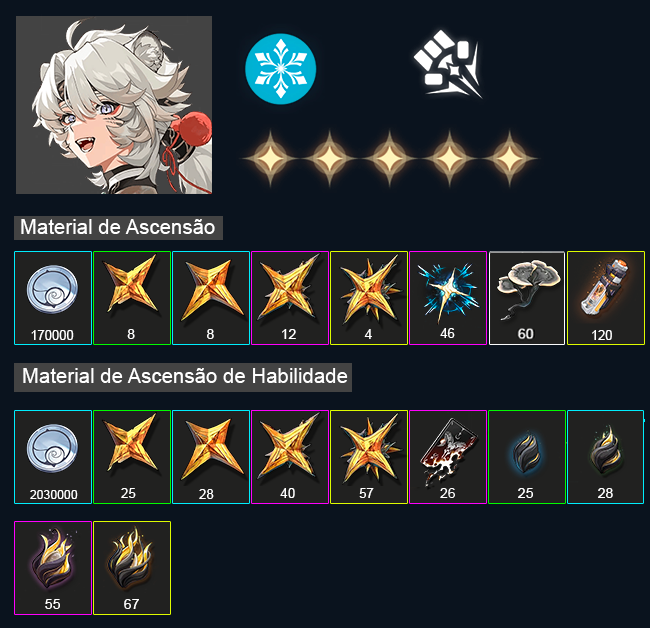 Material de Ascensão
170000 8 8 12 4 46 60 120
Material de Ascensão de Habilidade
2030000 25 28 40 57 26 25 28
55 67